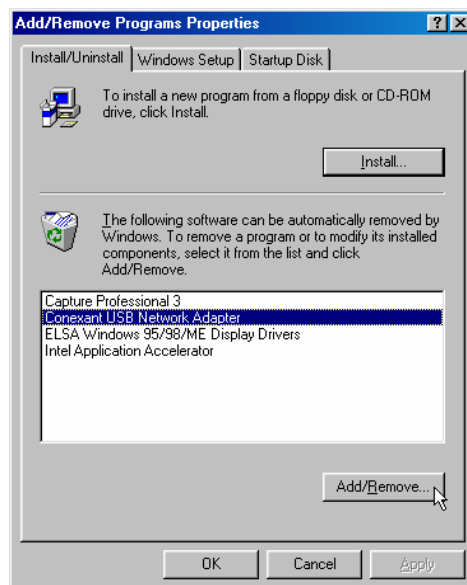 Add/Remove Programs Properties
Install/Uninstall Windows Setup Startup Disk
To install a new program from a floppy disk or CD-ROM
drive, click Install.
Install...
The following software can be automatically removed by
Windows. To remove a program or to modify its installed
components, select it from the list and click
Add/Remove.
Capture Professional 3
Conexant USB Network Adapter
ELSA Windows 95/98/ME Display Drivers
Intel Application Accelerator
Add/Remove...
OK Cancel Apply